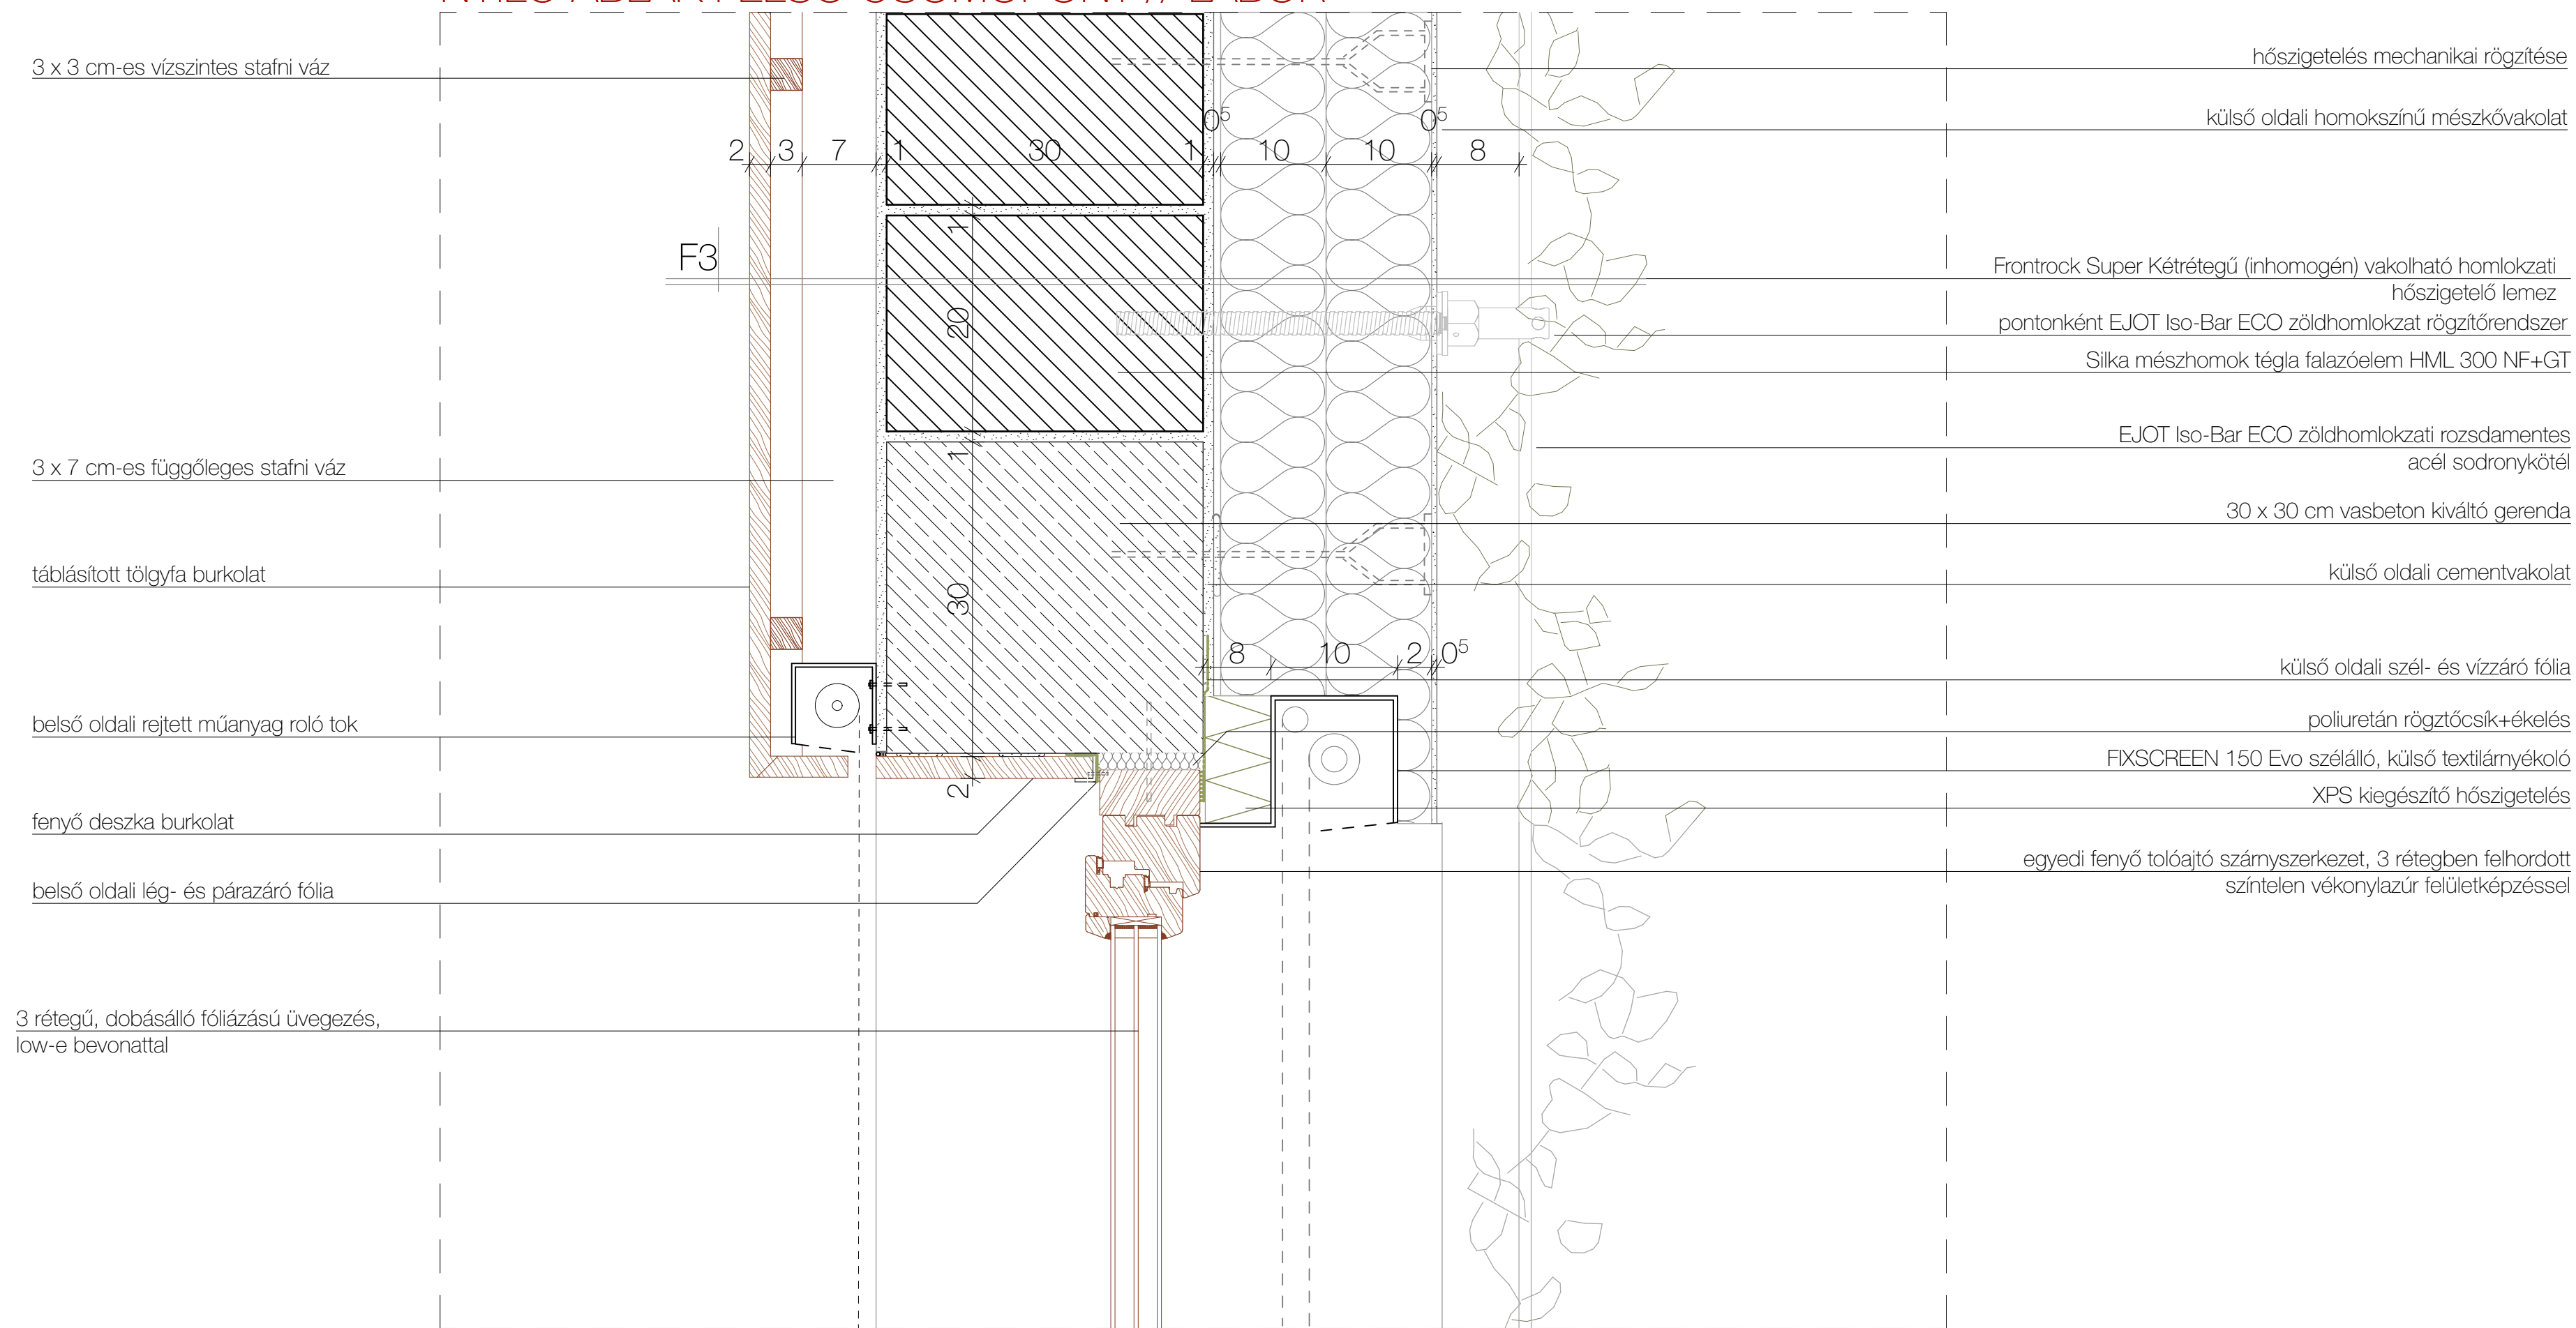 NYÍLÓ ABLAK FELSŐ CSOMÓPONT // LABOR
3 x 3 cm-es vízszintes stafni váz
3 x 7 cm-es függőleges stafni váz
táblásított tölgyfa burkolat
belső oldali rejtett műanyag roló tok
fenyő deszka burkolat
belső oldali lég- és párazáró fólia
3 rétegű, dobásálló fóliázású üvegezés,
low-e bevonattal
0⁵ 0⁵
2 3 7 1 30 1 10 10 8
F3
1
20
1
30
8 10 2 0⁵
2
hőszigetelés mechanikai rögzítése
külső oldali homokszínű mészkővakolat
Frontrock Super Kétrétegű (inhomogén) vakolható homlokzati
hőszigetelő lemez
pontonként EJOT Iso-Bar ECO zöldhomlokzat rögzítőrendszer
Silka mészhomok tégla falazóelem HML 300 NF+GT
EJOT Iso-Bar ECO zöldhomlokzati rozsdamentes
acél sodronykötél
30 x 30 cm vasbeton kiváltó gerenda
külső oldali cementvakolat
külső oldali szél- és vízzáró fólia
poliuretán rögztőcsík+ékelés
FIXSCREEN 150 Evo szélálló, külső textilárnyékoló
XPS kiegészítő hőszigetelés
egyedi fenyő tolóajtó szárnyszerkezet, 3 rétegben felhordott
színtelen vékonylazúr felületképzéssel